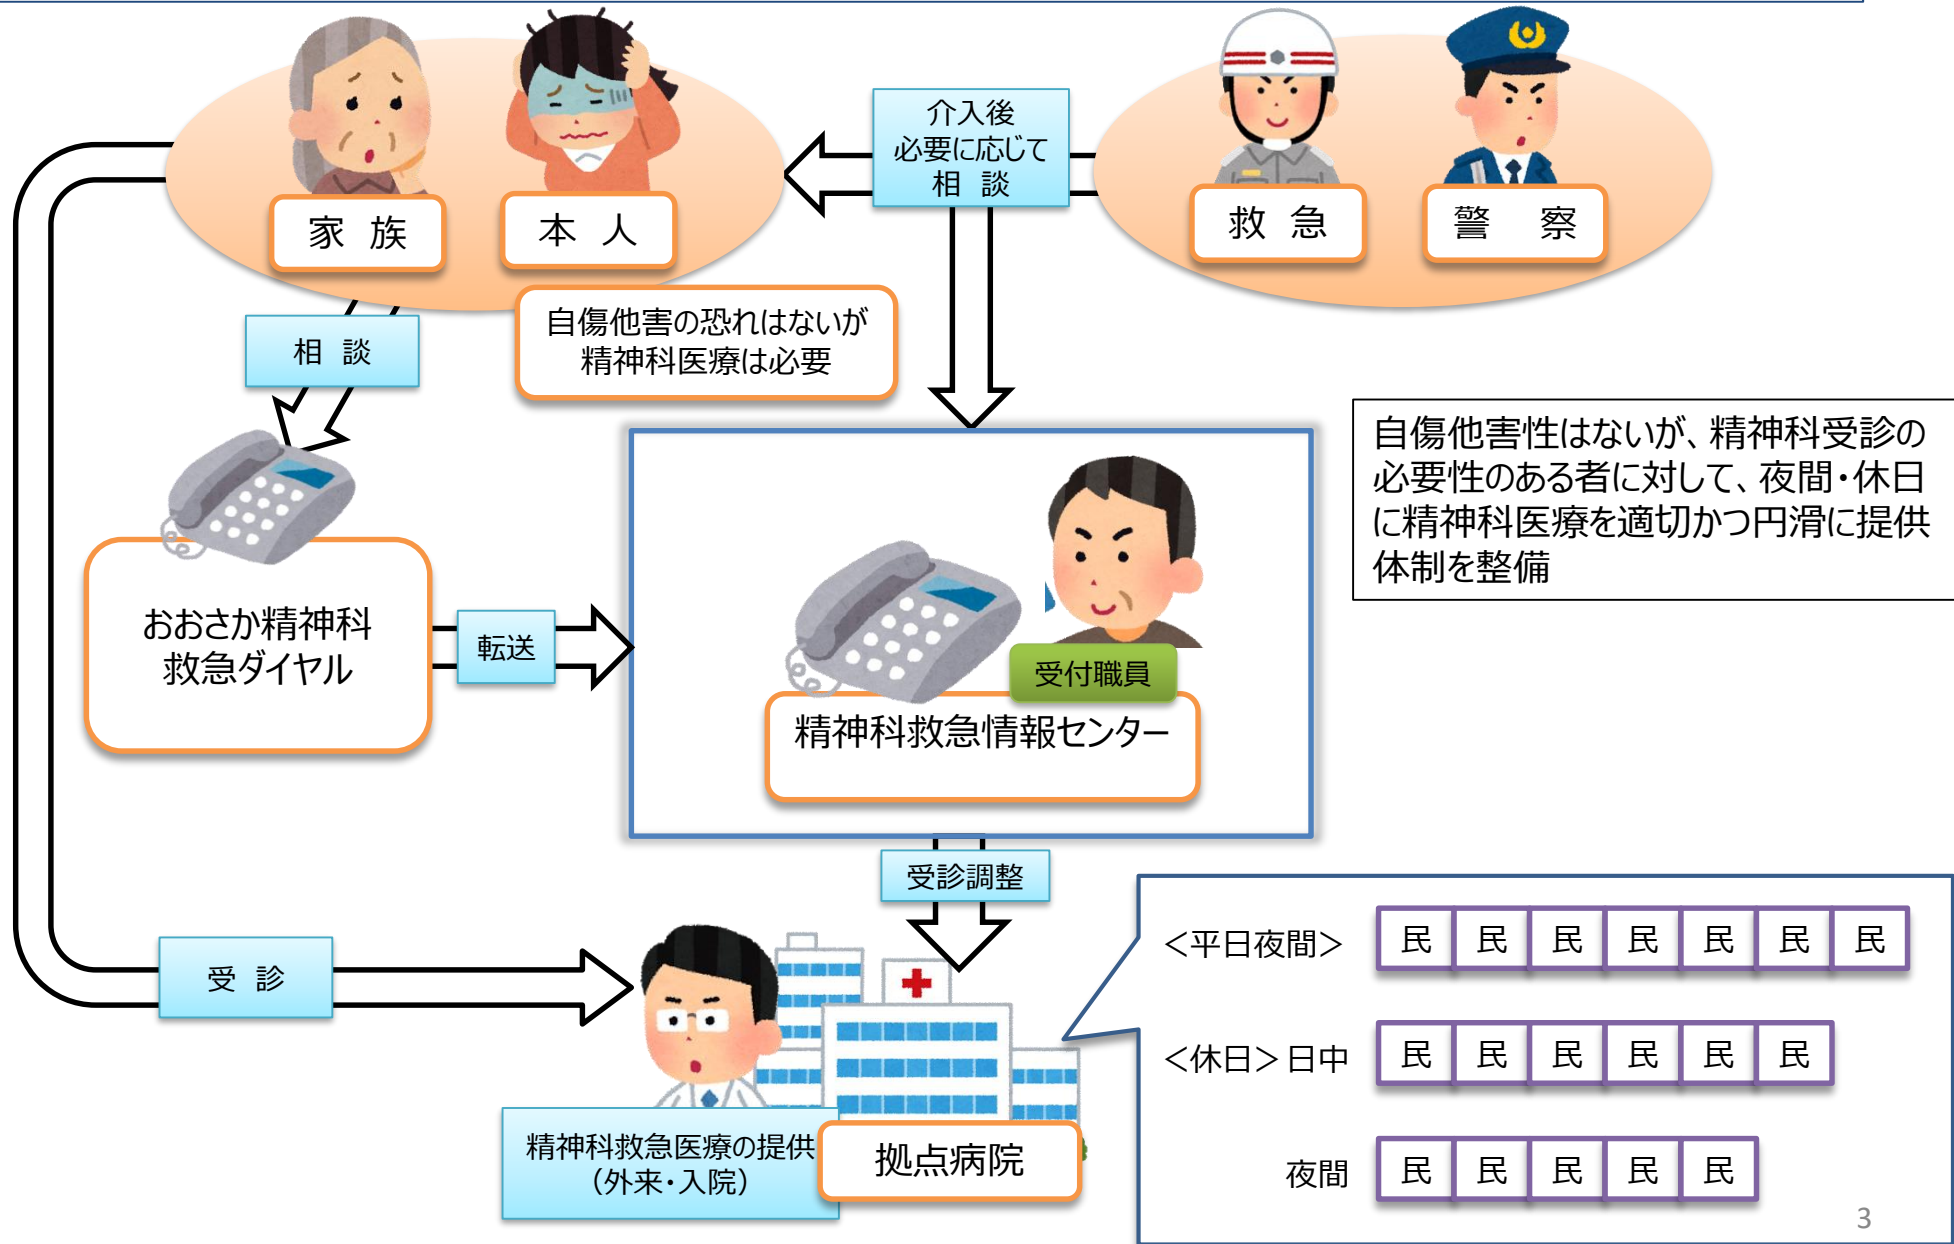 家 族
本 人
介入後
必要に応じて
相 談
救 急
警 察
相 談
自傷他害の恐れはないが
精神科医療は必要
自傷他害性はないが、精神科受診の
必要性のある者に対して、夜間・休日
に精神科医療を適切かつ円滑に提供
体制を整備
おおさか精神科
救急ダイヤル
転送
受付職員
精神科救急情報センター
受診調整
受 診
精神科救急医療の提供
(外来・入院)
拠点病院
<平日夜間> 民 民 民 民 民 民 民
<休日>日中 民 民 民 民 民 民
夜間 民 民 民 民 民
3